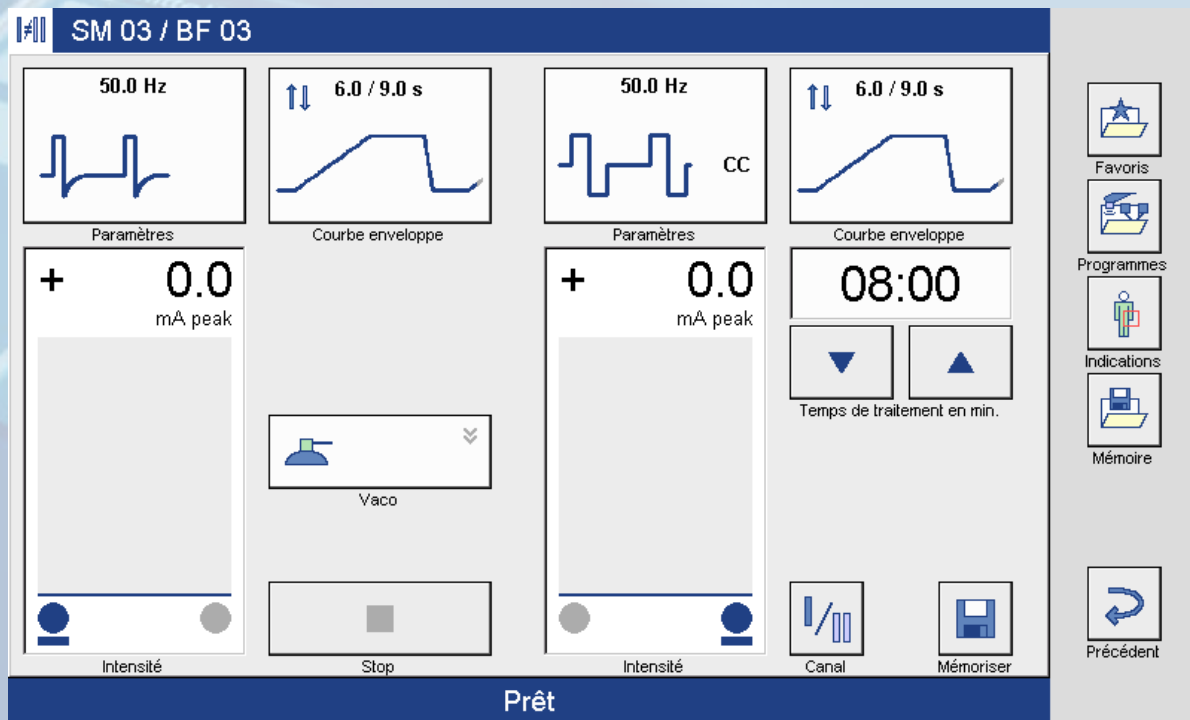 SM 03 / BF 03
50.0 Hz
6.0 / 9.0 s
50.0 Hz
CC
6.0 / 9.0 s
Paramètres
Courbe enveloppe
Paramètres
Courbe enveloppe
+ 0.0
mA peak
+ 0.0
mA peak
08:00
Temps de traitement en min.
Vaco
Intensité
Stop
Intensité
Canal
Mémoriser
Prêt
Favoris
Programmes
Indications
Mémoire
Précédent